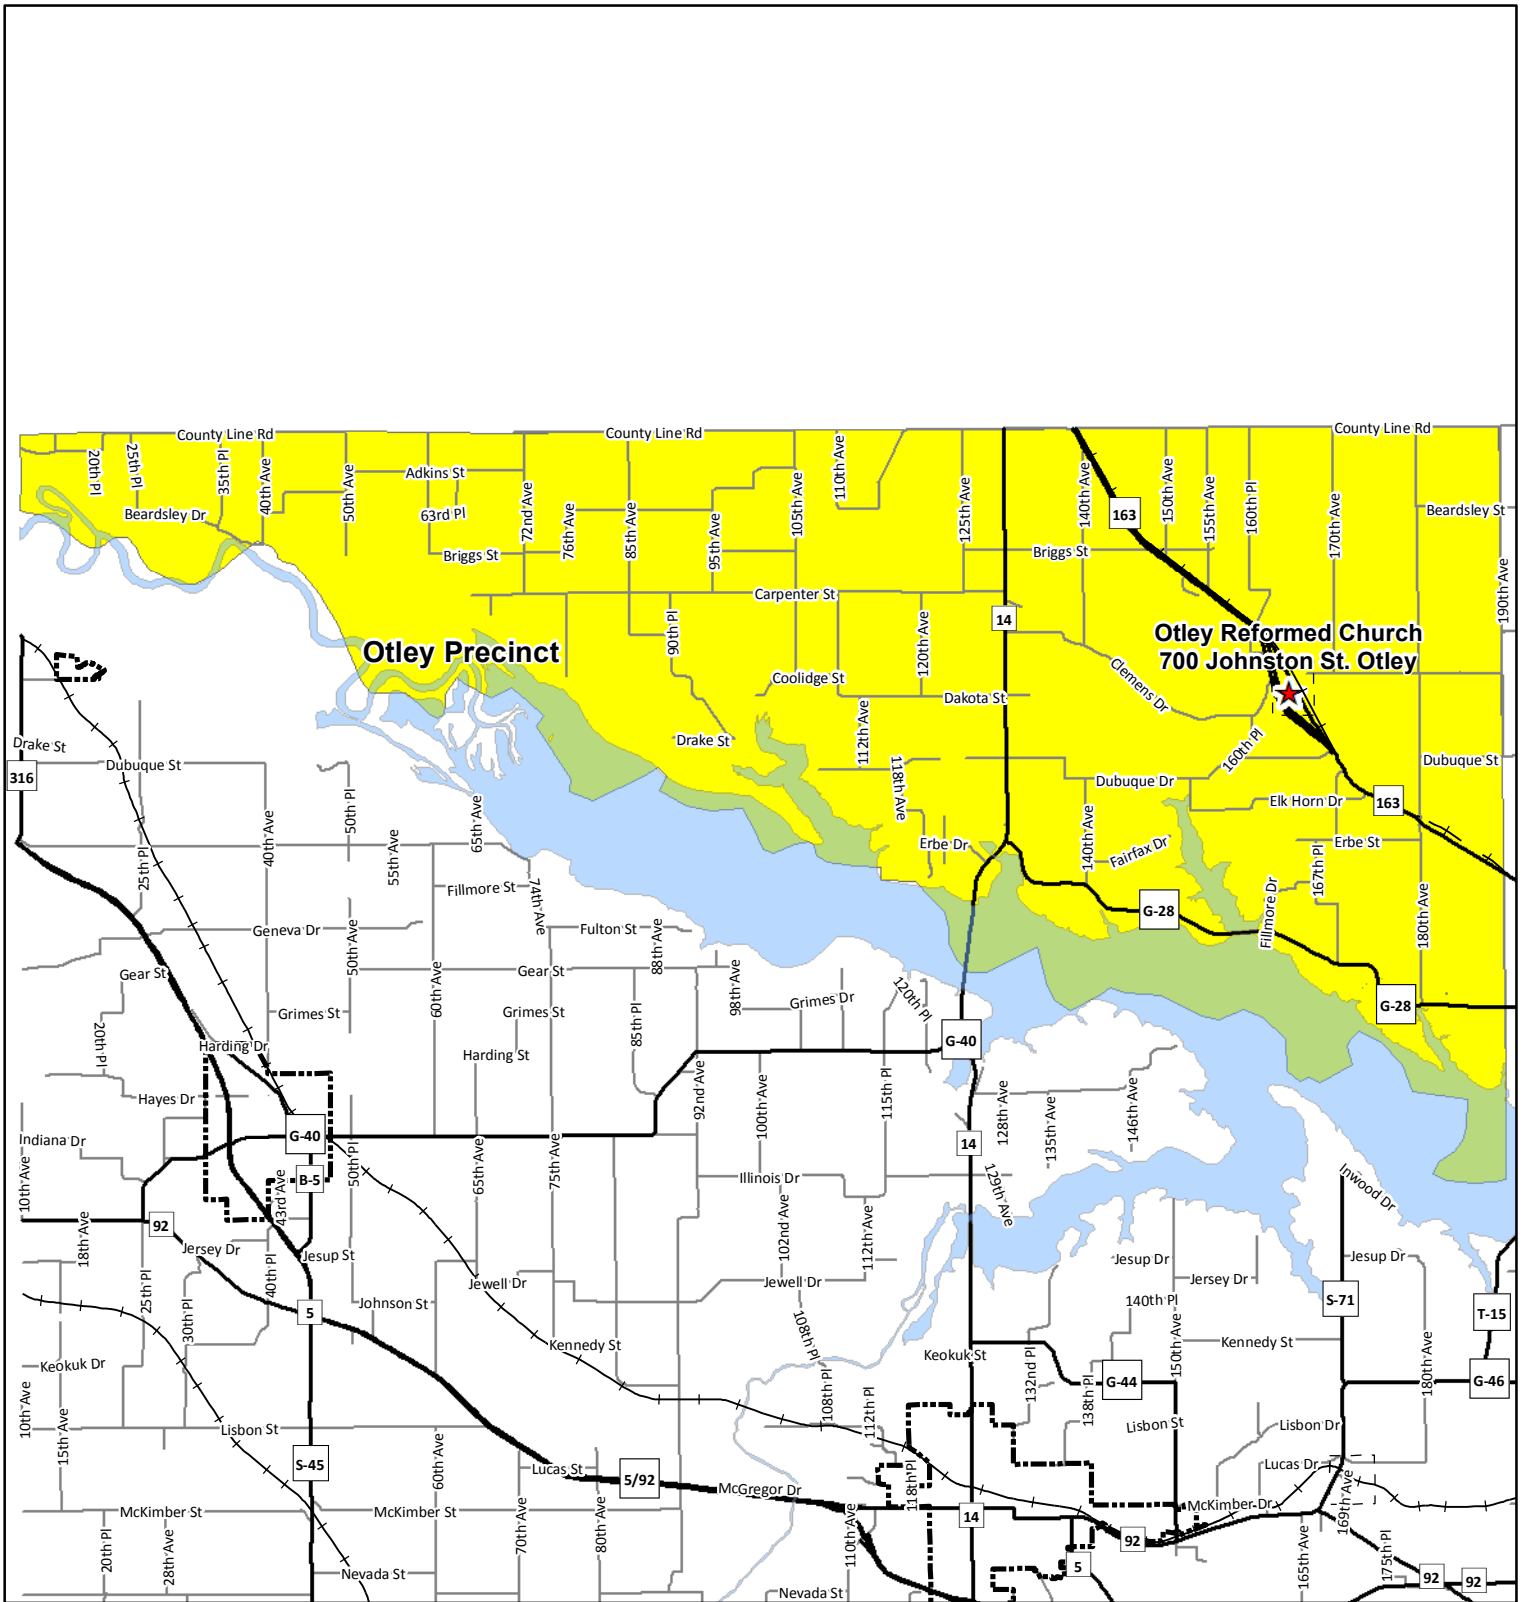 County Line Rd
County Line Rd
County Line Rd
20th Pl
25th Pl
35th Pl
40th Ave
50th Ave
Adkins St
63rd Pl
72nd Ave
76th Ave
85th Ave
95th Ave
105th Ave
110th Ave
125th Ave
140th Ave
163
150th Ave
155th Ave
160th Pl
170th Ave
Beardsley St
190th Ave
Beardsley Dr
Briggs St
Briggs St
Carpenter St
14
90th Pl
120th Ave
Otley Precinct
Otley Reformed Church
700 Johnston St. Otley
Coolidge St
Clemens Dr
Dakota St
112th Ave
Drake St
160th Pl
Drake St
316
Dubuque St
118th Ave
Dubuque Dr
Dubuque St
Elk Horn Dr
163
50th Pl
65th Ave
40th Ave
55th Ave
25th Pl
Erbe Dr
140th Ave
Fairfax Dr
Erbe St
167th Pl
Fillmore St
74th Ave
G-28
Fillmore Dr
180th Ave
Geneva Dr
50th Ave
Fulton St
88th Ave
Gear St
60th Ave
Gear St
98th Ave
Grimes Dr
120th Pl
G-28
Grimes St
Grimes St
85th Pl
20th Pl
Harding Dr
Harding St
G-40
92nd Ave
100th Ave
115th Pl
128th Ave
135th Ave
146th Ave
Hayes Dr
Indiana Dr
G-40
14
10th Ave
B-5
50th Pl
43rd Ave
65th Ave
75th Ave
Illinois Dr
129th Ave
Inwood Dr
92
18th Ave
Jersey Dr
Jesup St
102nd Ave
112th Ave
Jesup Dr
Jesup Dr
40th Pl
25th Pl
Jewell Dr
Jewell Dr
Jersey Dr
S-71
T-15
30th Pl
5
Johnson St
108th Pl
140th Pl
Kennedy St
Kennedy St
150th Ave
Keokuk Dr
Keokuk St
132nd Pl
G-44
138th Pl
180th Ave
G-46
10th Ave
15th Ave
108th Pl
112th Pl
Lisbon St
Lisbon St
Lisbon Dr
S-45
60th Ave
Lucas St
5/92
118th Pl
Lucas Dr
McGregor Dr
McKimber Dr
169th Ave
McKimber St
McKimber St
70th Ave
80th Ave
110th Ave
14
92
20th Pl
28th Ave
5
165th Ave
175th Pl
Nevada St
Nevada St
92
92